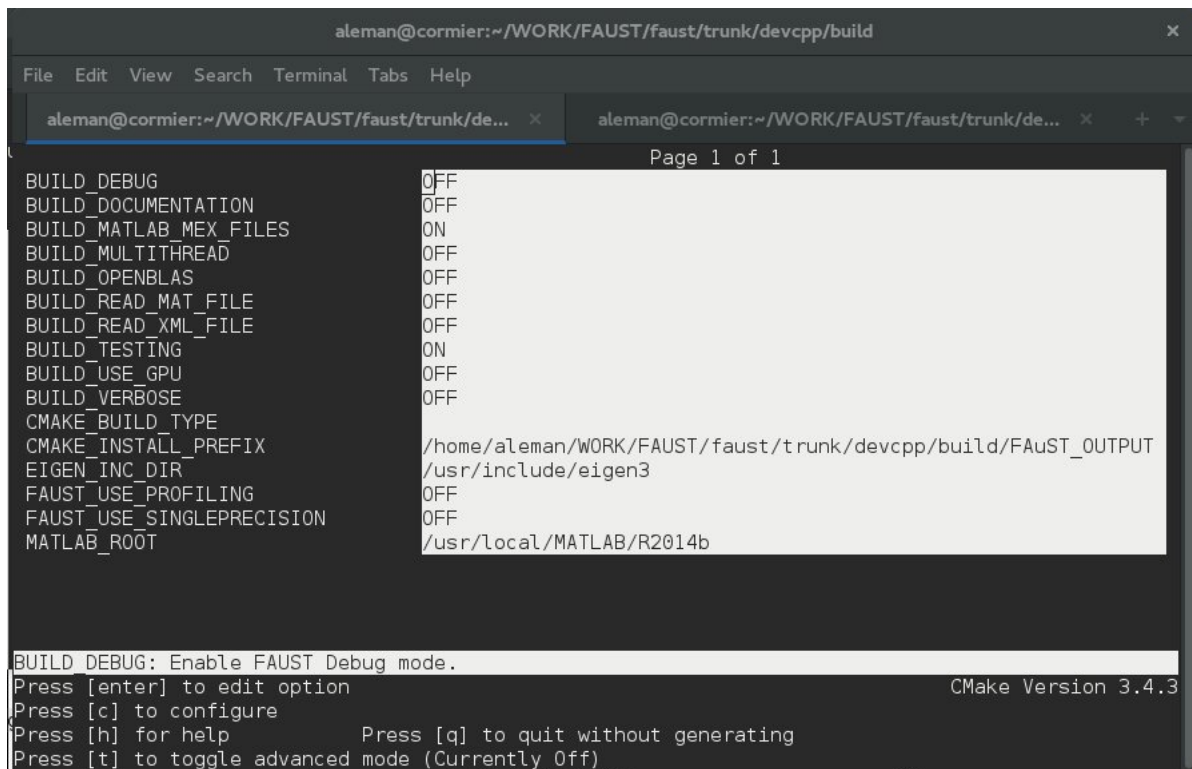 aleman@cormier:~/WORK/FAUST/faust/trunk/devcpp/build ×
File Edit View Search Terminal Tabs Help
aleman@cormier:~/WORK/FAUST/faust/trunk/de... × aleman@cormier:~/WORK/FAUST/faust/trunk/de... × +
Page 1 of 1
BUILD_DEBUG OFF
BUILD_DOCUMENTATION OFF
BUILD_MATLAB_MEX_FILES ON
BUILD_MULTITHREAD OFF
BUILD_OPENBLAS OFF
BUILD_READ_MAT_FILE OFF
BUILD_READ_XML_FILE OFF
BUILD_TESTING ON
BUILD_USE_GPU OFF
BUILD_VERBOSE OFF
CMAKE_BUILD_TYPE
CMAKE_INSTALL_PREFIX /home/aleman/WORK/FAUST/faust/trunk/devcpp/build/FAuST_OUTPUT
EIGEN_INC_DIR /usr/include/eigen3
FAUST_USE_PROFILING OFF
FAUST_USE_SINGLEPRECISION OFF
MATLAB_ROOT /usr/local/MATLAB/R2014b
BUILD_DEBUG: Enable FAUST Debug mode.
Press [enter] to edit option CMake Version 3.4.3
Press [c] to configure
Press [h] for help Press [q] to quit without generating
Press [t] to toggle advanced mode (Currently Off)